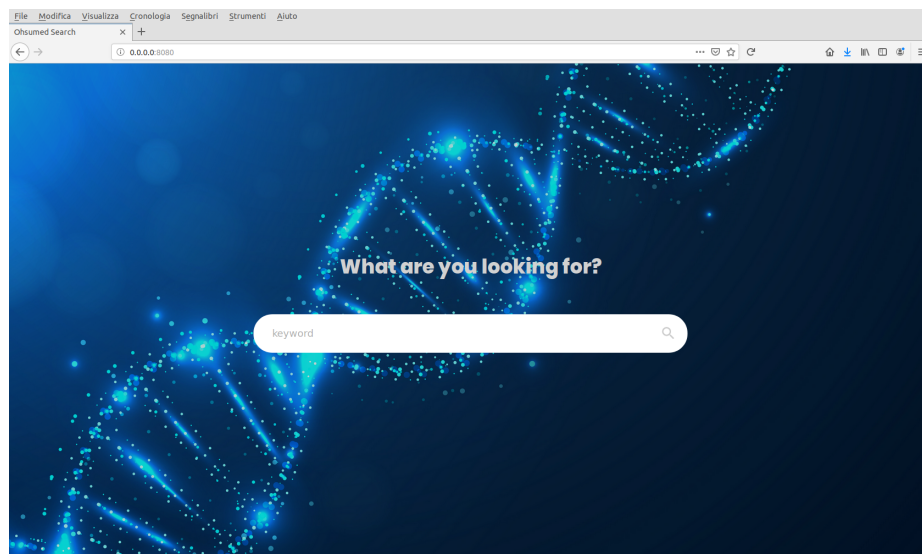 File Modifica Visualizza Cronologia Segnalibri Strumenti Aiuto
Ohsumed Search
0.0.0.0:8080
What are you looking for?
keyword